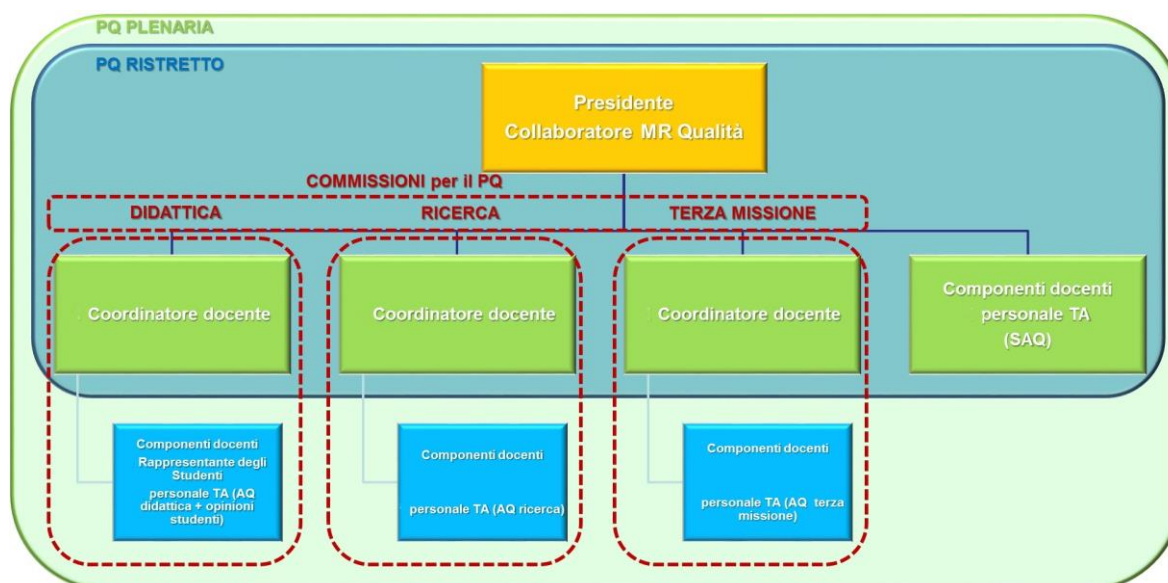 PQ PLENARIA
PQ RISTRETTO
Presidente
Collaboratore MR Qualità
COMMISSIONI per il PQ
DIDATTICA
RICERCA
TERZA MISSIONE
Coordinatore docente
Coordinatore docente
Coordinatore docente
Componenti docenti
personale TA
(SAQ)
Componenti docenti
Rappresentante degli
Studenti
personale TA (AQ
didattica + opinioni
studenti)
Componenti docenti
personale TA (AQ ricerca)
Componenti docenti
personale TA (AQ terza
missione)